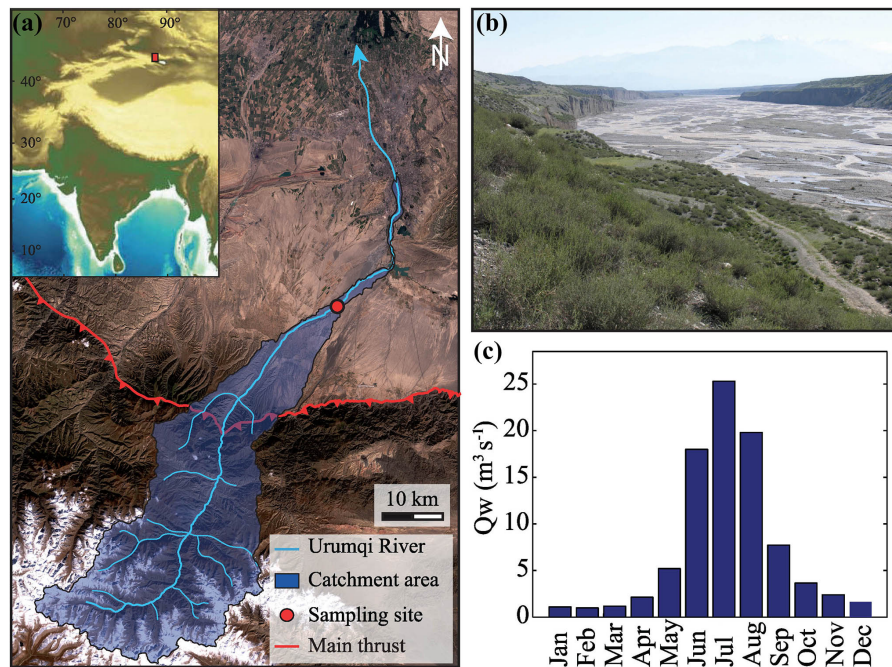 (a)
70°
80°
90°
40°
30°
20°
10°
N
10 km
Urumqi River
Catchment area
Sampling site
Main thrust
(b)
(c)
Qw (m³ s⁻¹)
25
20
15
10
5
0
Jan
Feb
Mar
Apr
May
Jun
Jul
Aug
Sep
Oct
Nov
Dec